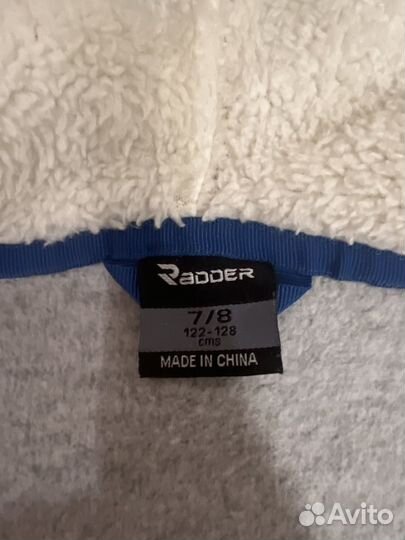 RADDER
7/8
122-128
cms
MADE IN CHINA
Avito